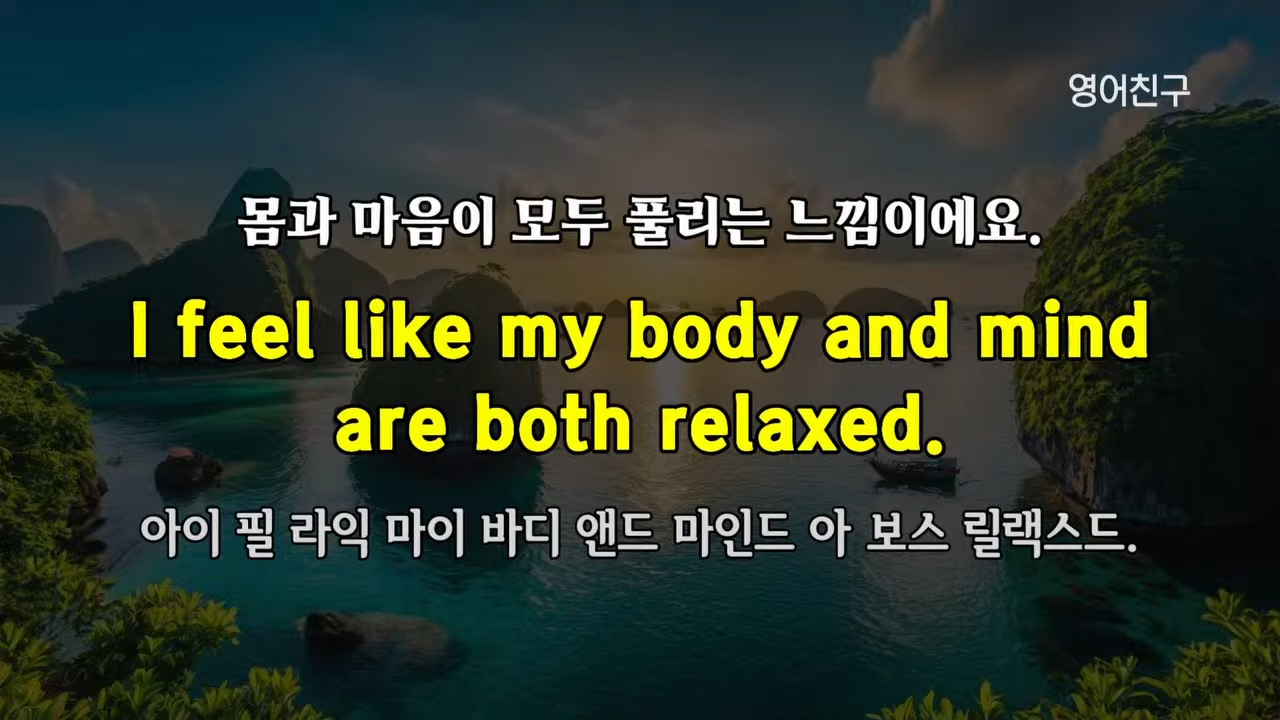 영어친구
몸과 마음이 모두 풀리는 느낌이에요.
I feel like my body and mind
are both relaxed.
아이 필 라익 마이 바디 앤드 마인드 아 보스 릴랙스드.